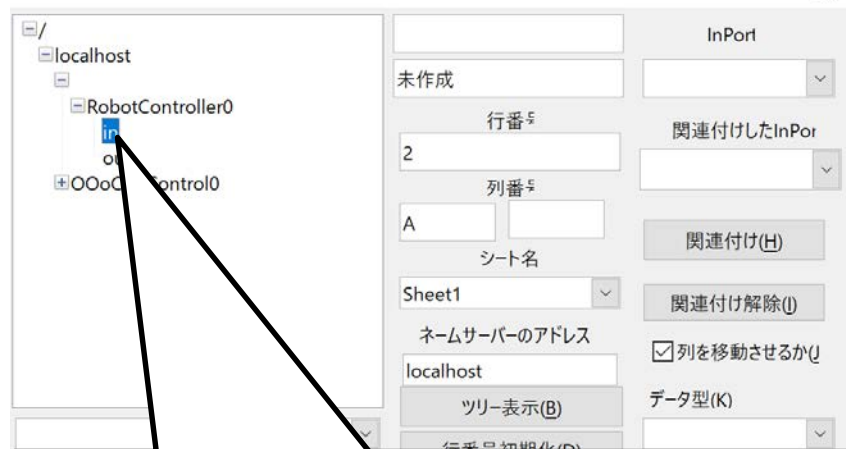 /
localhost
RobotController0
in
OOoC
ontrol0
未作成
行番号
2
列番号
A
シート名
Sheet1
ネームサーバーのアドレス
localhost
ツリー表示(B)
InPort
関連付けしたInPor
関連付け(H)
関連付け解除(I)
列を移動させるか(J
データ型(K)